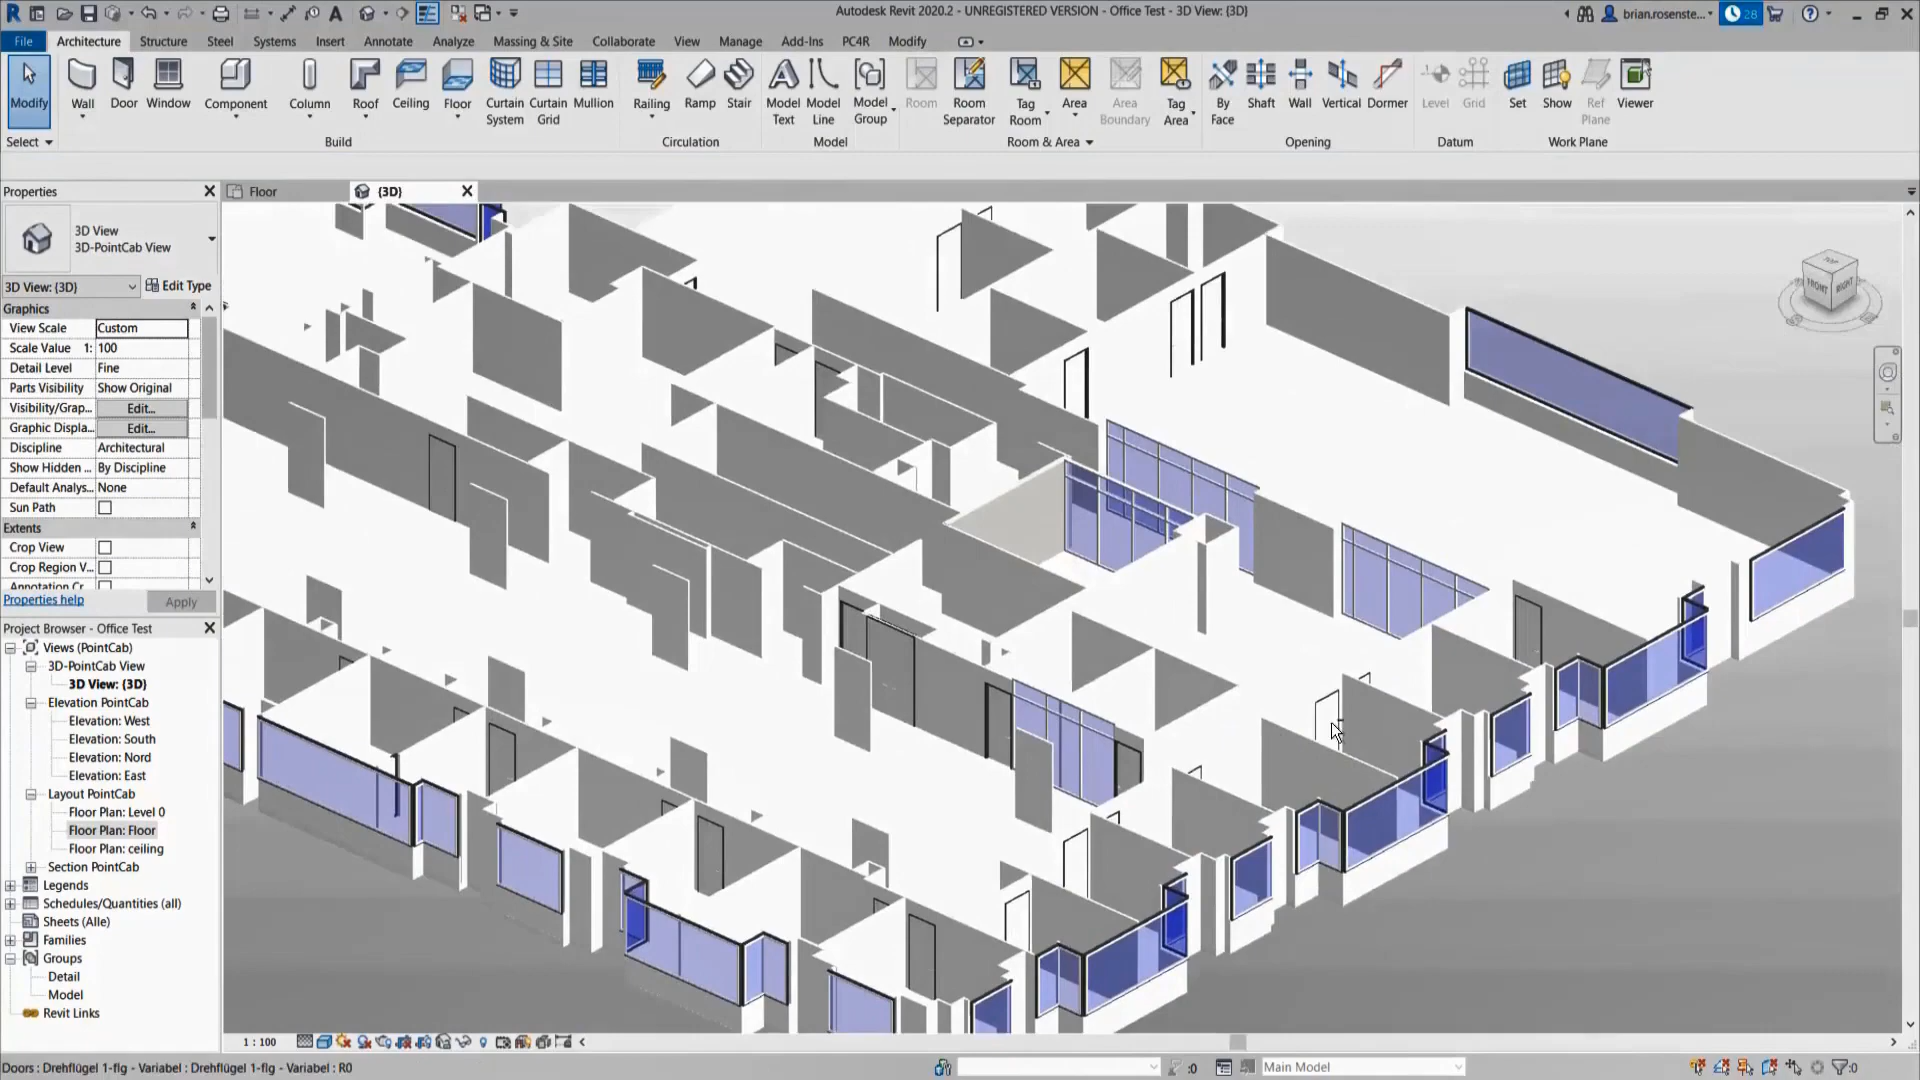 Autodesk Revit 2020.2 - UNREGISTERED VERSION - Office Test - 3D View: {3D}
brian.rosenste...
28
File Architecture Structure Steel Systems Insert Annotate Analyze Massing & Site Collaborate View Manage Add-Ins PC4R Modify
Modify Wall Door Window Component Column Roof Ceiling Floor Curtain System Curtain Grid Mullion Railing Ramp Stair Model Text Model Line Model Group Room Room Separator Tag Room Area Area Boundary Tag Area By Face Shaft Wall Vertical Dormer Level Grid Set Show Ref Plane Viewer
Select Build Circulation Model Room & Area Opening Datum Work Plane
Properties
Floor
{3D}
3D View
3D-PointCab View
3D View: {3D}
Edit Type
Graphics
View Scale Custom
Scale Value 1: 100
Detail Level Fine
Parts Visibility Show Original
Visibility/Grap... Edit...
Graphic Displa... Edit...
Discipline Architectural
Show Hidden ... By Discipline
Default Analys... None
Sun Path
Extents
Crop View
Crop Region V...
Annotation Cr
Properties help
Apply
Project Browser - Office Test
Views (PointCab)
3D-PointCab View
3D View: {3D}
Elevation PointCab
Elevation: West
Elevation: South
Elevation: Nord
Elevation: East
Layout PointCab
Floor Plan: Level 0
Floor Plan: Floor
Floor Plan: ceiling
Section PointCab
Legends
Schedules/Quantities (all)
Sheets (Alle)
Families
Groups
Detail
Model
Revit Links
TOP
FRONT
RIGHT
1 : 100
Doors : Drehflügel 1-flg - Variabel : Drehflügel 1-flg - Variabel : R0
:0
Main Model
:0